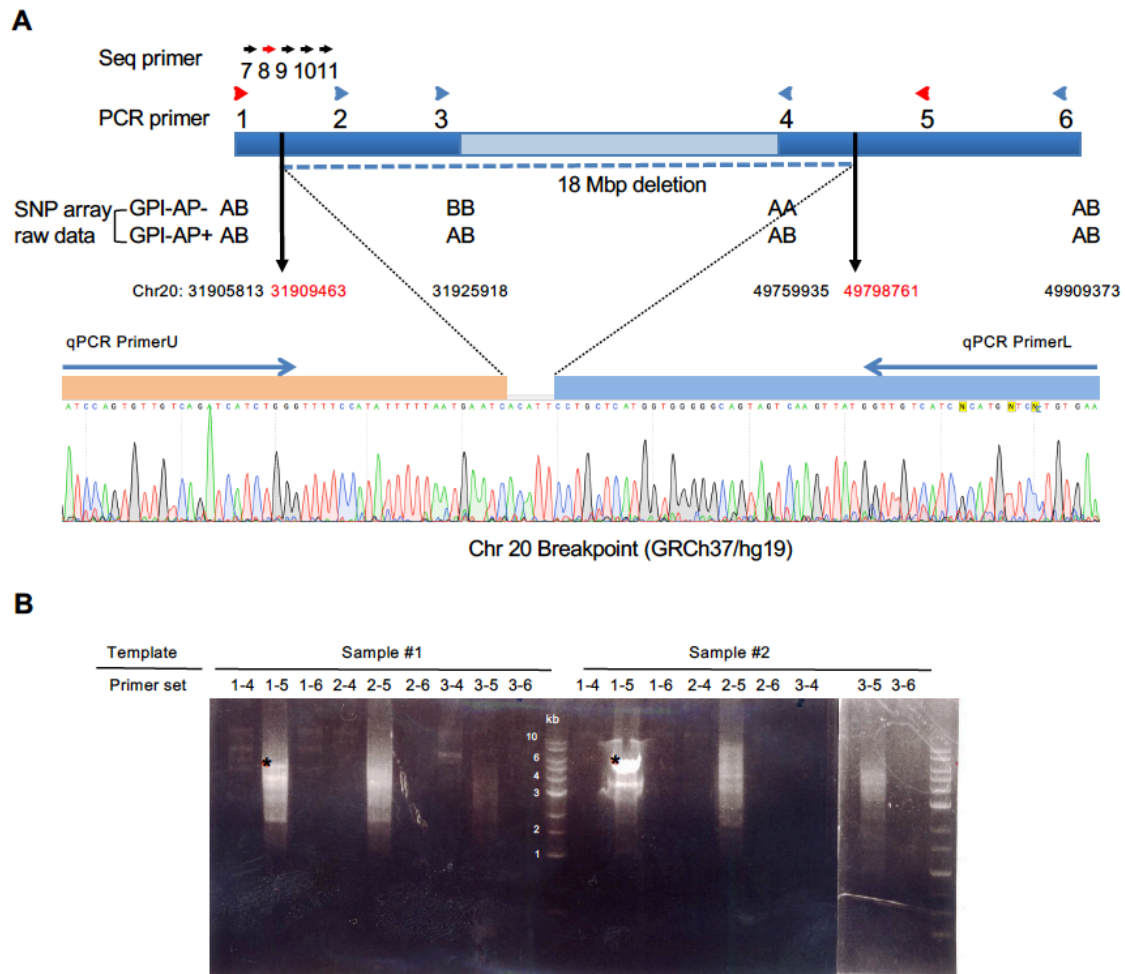 A
Seq primer
7 8 9 10 11
PCR primer 1 2 3 4 5 6
18 Mbp deletion
SNP array GPI-AP- AB BB AA AB
raw data GPI-AP+ AB AB AB AB
Chr20: 31905813 31909463 31925918 49759935 49798761 49909373
qPCR PrimerU qPCR PrimerL
ATCCAGTGTTGTCAGATCATCTGGGTTTTCCATATTTTTAATGAATCACATTCCTGCTCATGGTGGGGGCAGTAGTCAAGTTATGGTTGTCATCNCATGNTCN
Chr 20 Breakpoint (GRCh37/hg19)
B
Template Sample #1 Sample #2
Primer set 1-4 1-5 1-6 2-4 2-5 2-6 3-4 3-5 3-6 1-4 1-5 1-6 2-4 2-5 2-6 3-4 3-5 3-6
kb
10
6
4
3
2
1
* *